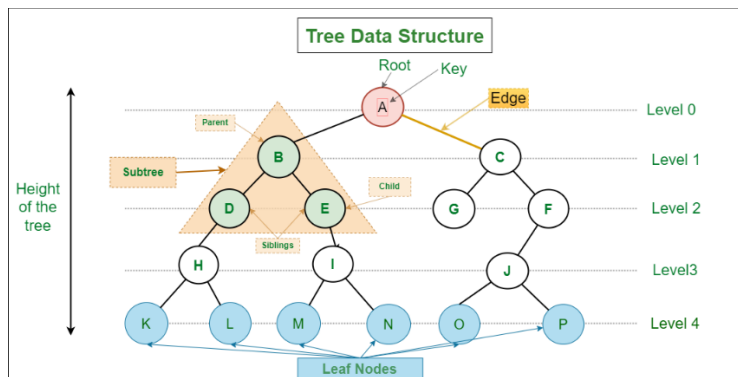 Tree Data Structure
Root
Key
A
Edge
Level 0
Parent
B
C
Level 1
Subtree
Child
Height
of the
tree
D
E
G
F
Level 2
Siblings
H
I
J
Level3
K
L
M
N
O
P
Level 4
Leaf Nodes